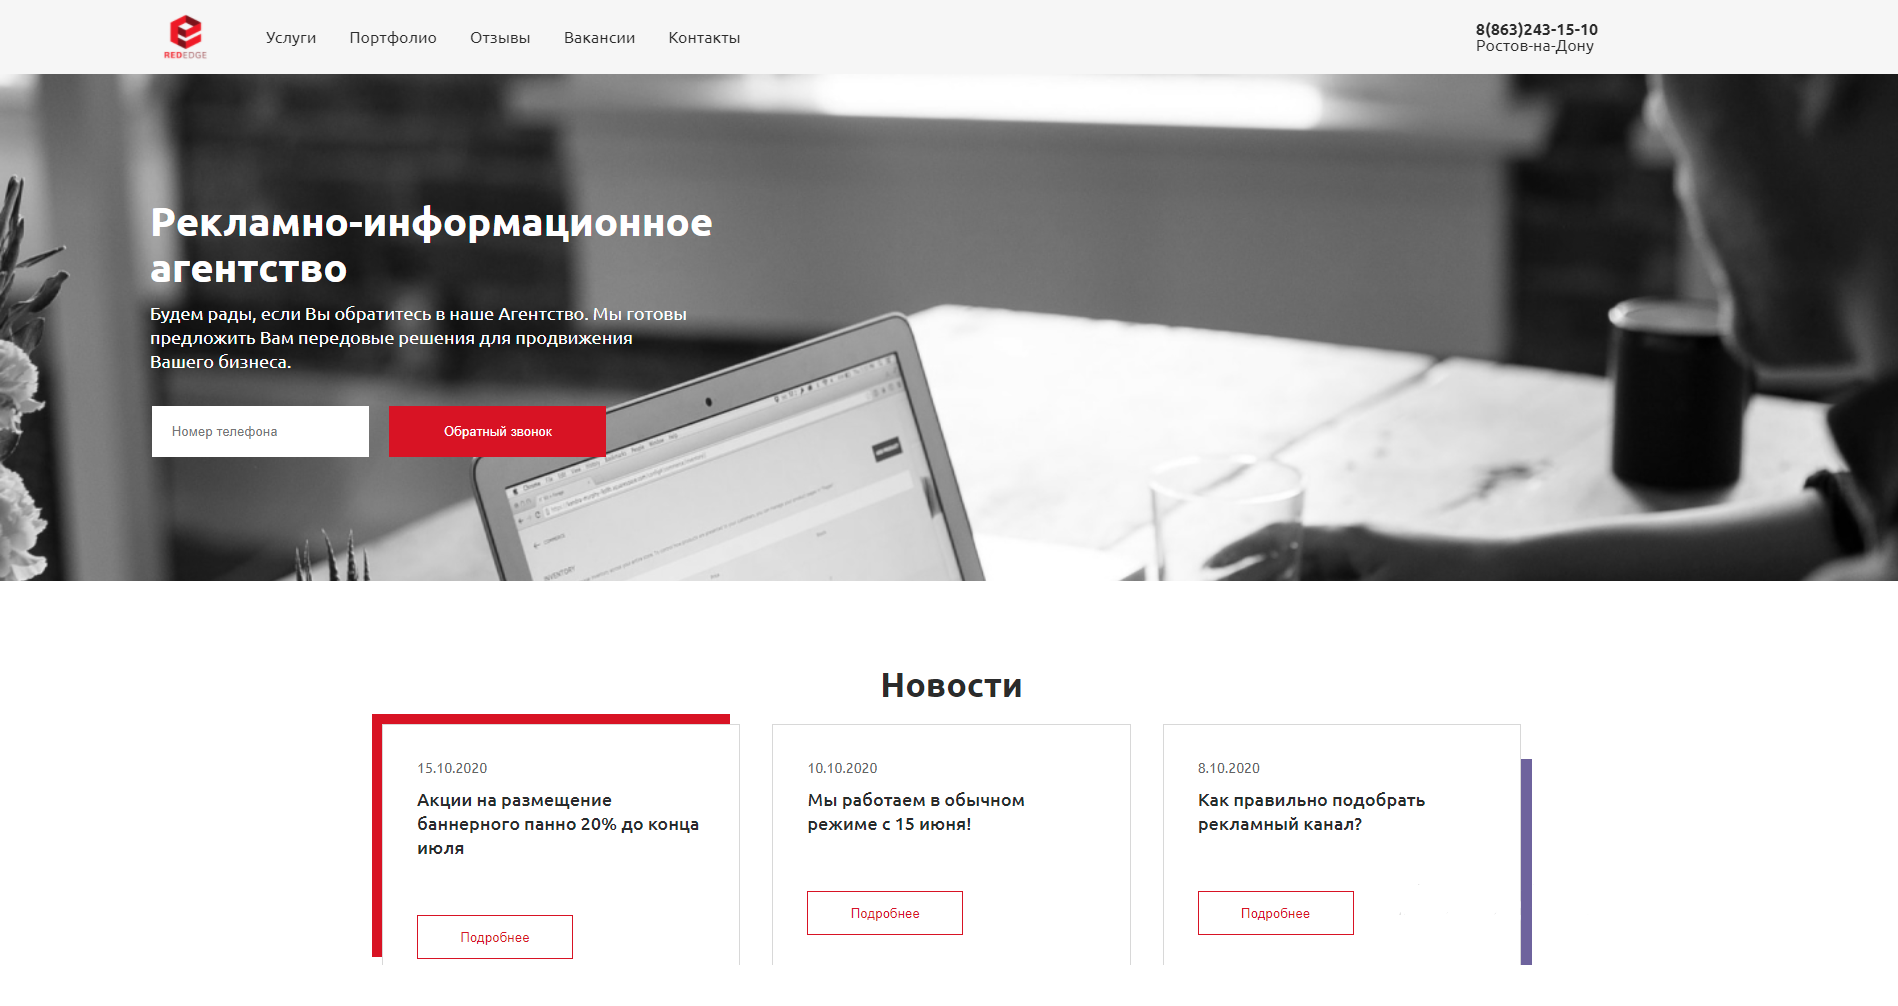 REDEDGE
Услуги
Портфолио
Отзывы
Вакансии
Контакты
8(863)243-15-10
Ростов-на-Дону
Рекламно-информационное
агентство
Будем рады, если Вы обратитесь в наше Агентство. Мы готовы
предложить Вам передовые решения для продвижения
Вашего бизнеса.
Номер телефона
Обратный звонок
INVENTORY
Новости
15.10.2020
Акции на размещение
баннерного панно 20% до конца
июля
Подробнее
10.10.2020
Мы работаем в обычном
режиме с 15 июня!
Подробнее
8.10.2020
Как правильно подобрать
рекламный канал?
Подробнее